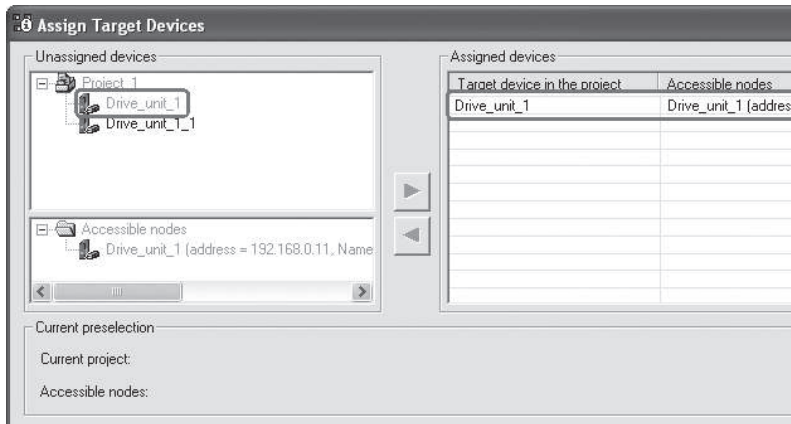 Assign Target Devices
Unassigned devices
Project_1
Drive_unit_1
Drive_unit_1_1
Accessible nodes
Drive_unit_1 (address = 192.168.0.11, Name
Assigned devices
Target device in the project Accessible nodes
Drive_unit_1 Drive_unit_1 (addres
Current preselection
Current project:
Accessible nodes: